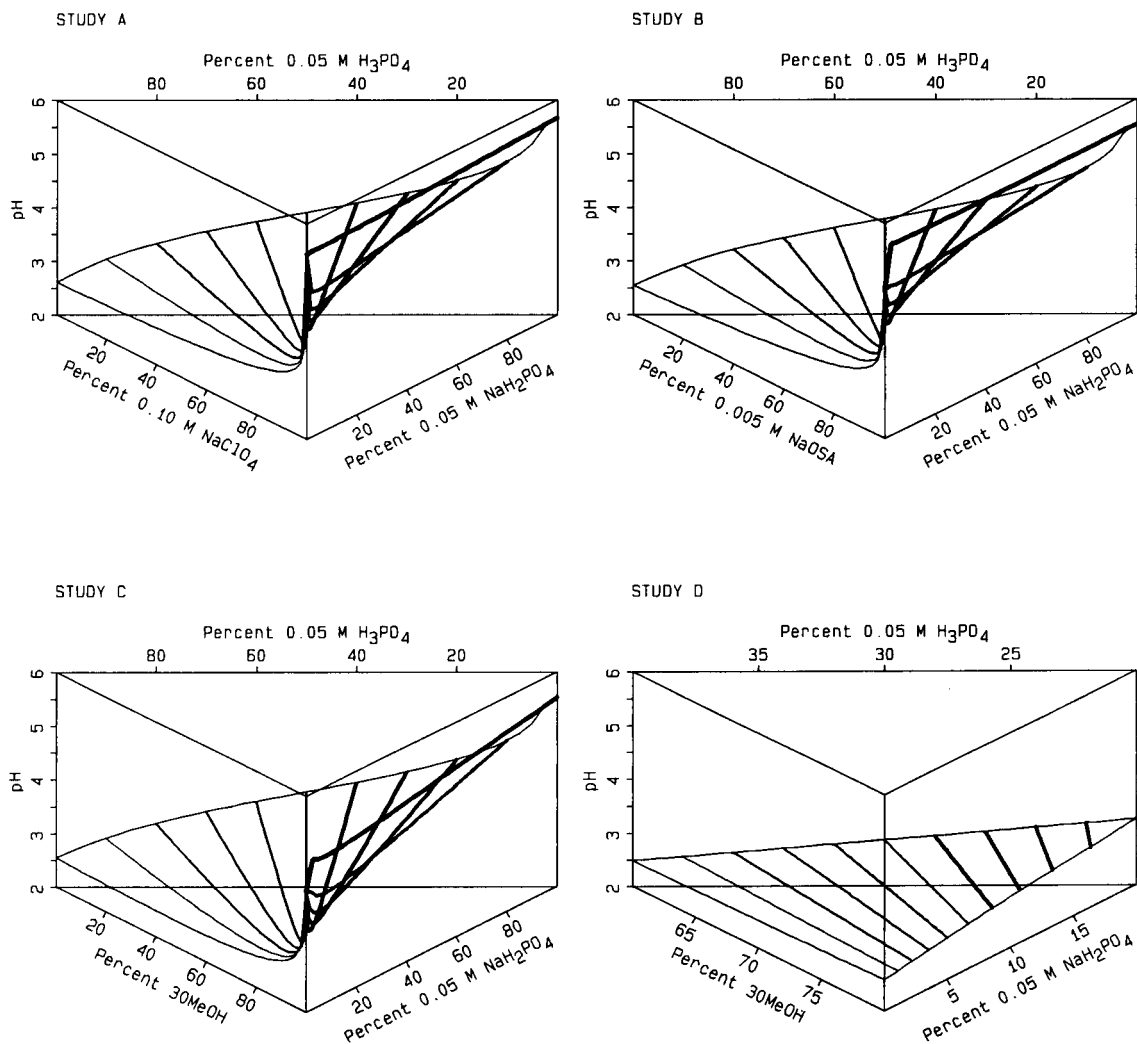 STUDY A
Percent 0.05 M H₃PO₄
80 60 40 20
6
5
4
3
2
pH
20 40 60 80
Percent 0.10 M NaClO₄
20 40 60 80
Percent 0.05 M NaH₂PO₄
STUDY B
Percent 0.05 M H₃PO₄
80 60 40 20
6
5
4
3
2
pH
20 40 60 80
Percent 0.005 M NaOSA
20 40 60 80
Percent 0.05 M NaH₂PO₄
STUDY C
Percent 0.05 M H₃PO₄
80 60 40 20
6
5
4
3
2
pH
20 40 60 80
Percent 30MeOH
20 40 60 80
Percent 0.05 M NaH₂PO₄
STUDY D
Percent 0.05 M H₃PO₄
35 30 25
6
5
4
3
2
pH
65 70 75
Percent 30MeOH
5 10 15
Percent 0.05 M NaH₂PO₄